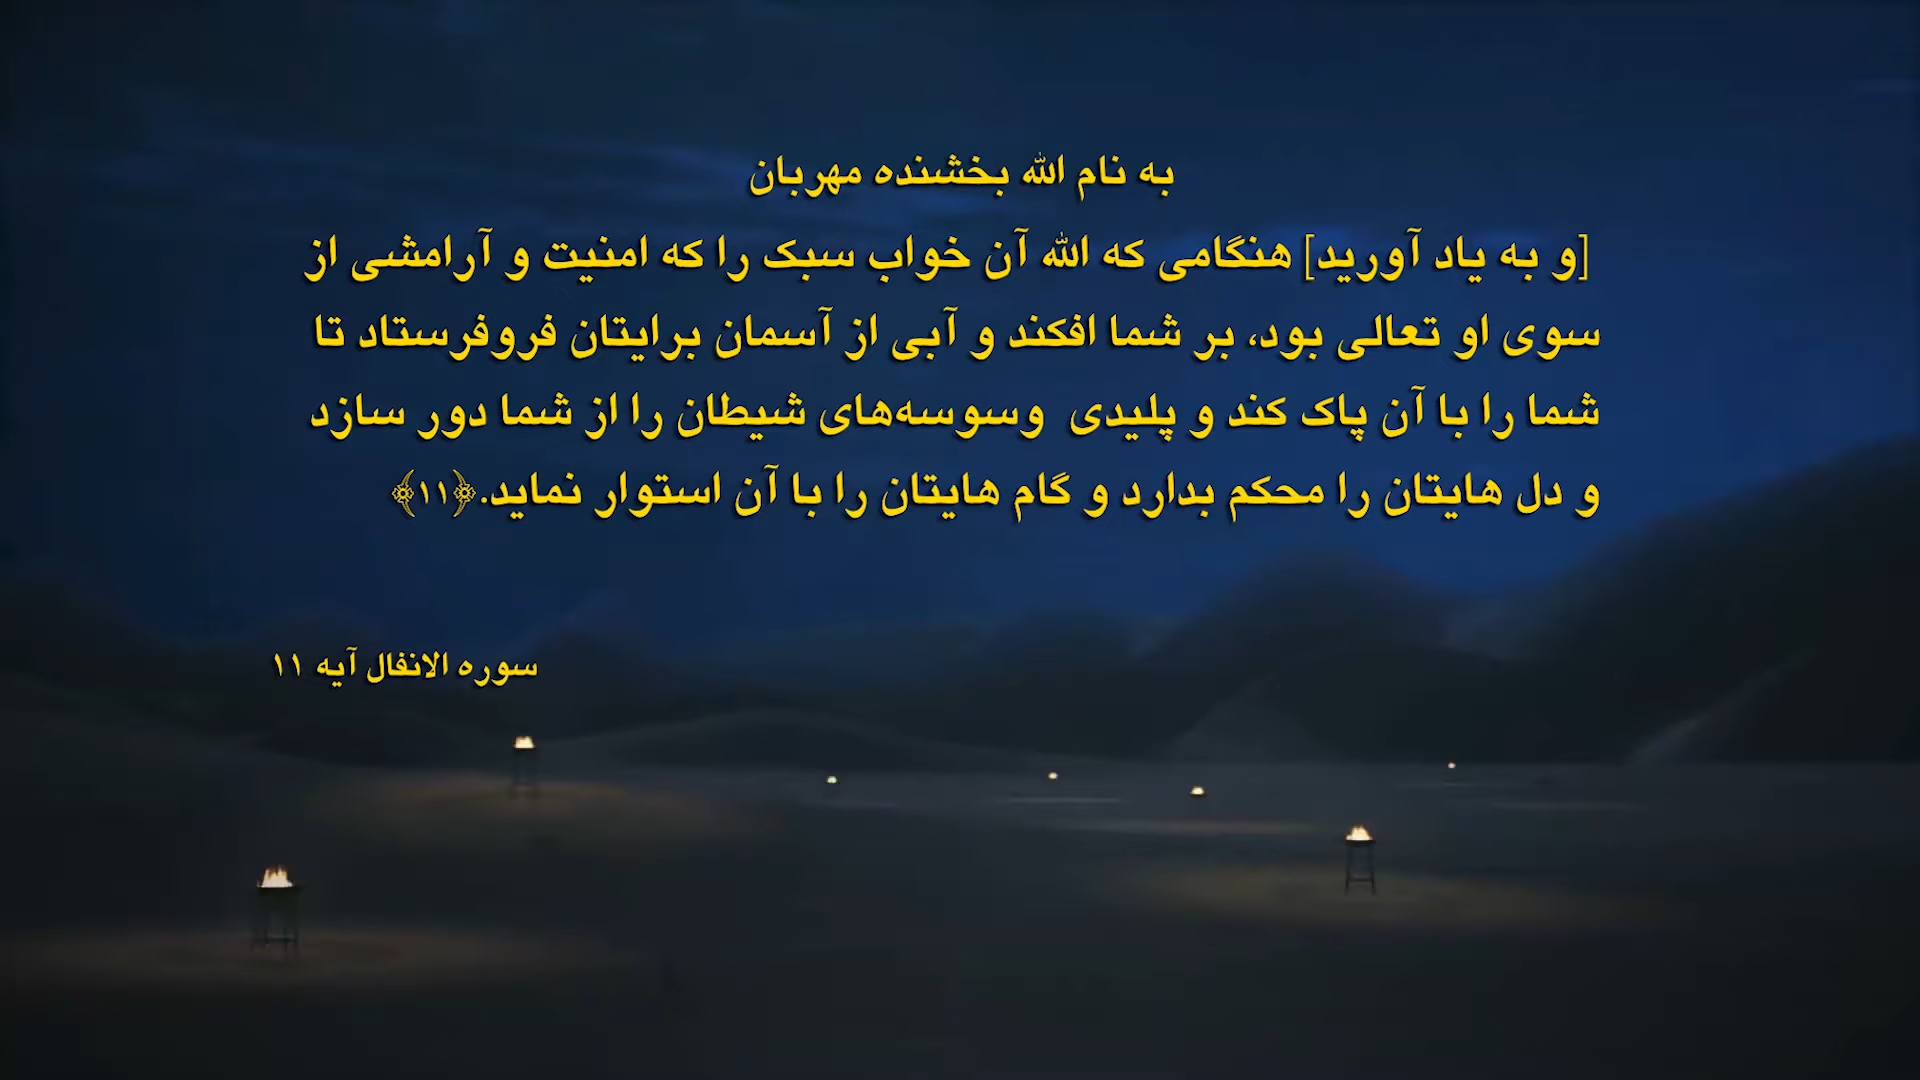 به نام الله بخشنده مهربان
[و به یاد آورید] هنگامی که الله آن خواب سبک را که امنیت و آرامشی از
سوی او تعالی بود، بر شما افکند و آبی از آسمان برایتان فروفرستاد تا
شما را با آن پاک کند و پلیدی وسوسه‌های شیطان را از شما دور سازد
و دل هایتان را محکم بدارد و گام هایتان را با آن استوار نماید.﴿۱۱﴾
سوره الانفال آیه ۱۱